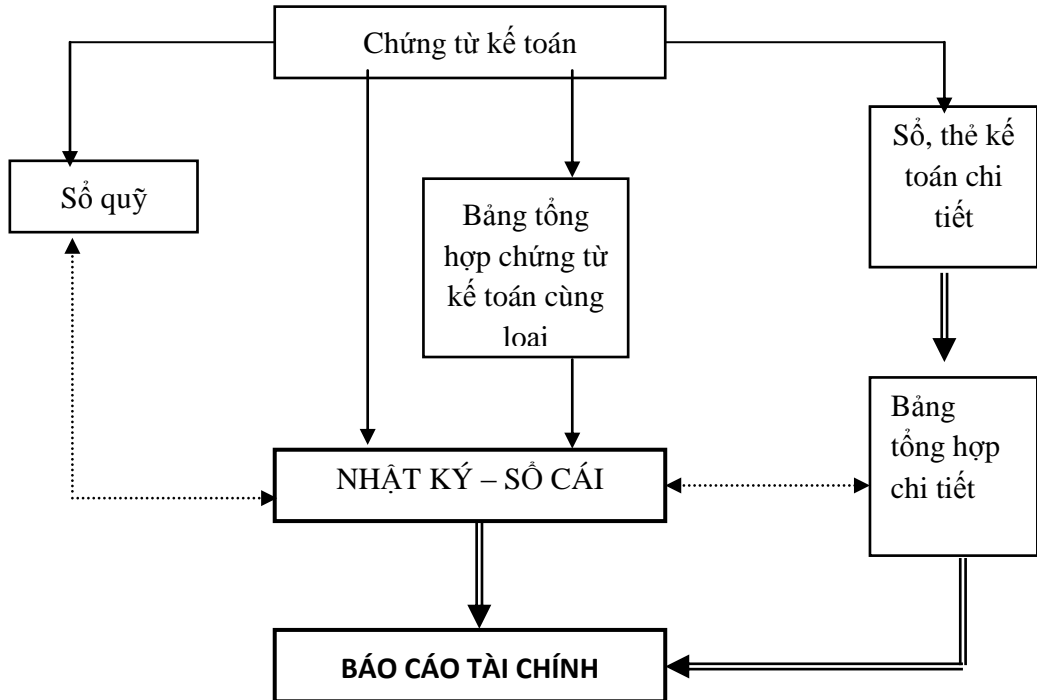 Chứng từ kế toán
Sổ quỹ
Bảng tổng
hợp chứng từ
kế toán cùng
loại
Sổ, thẻ kế
toán chi
tiết
NHẬT KÝ – SỔ CÁI
Bảng
tổng hợp
chi tiết
BÁO CÁO TÀI CHÍNH